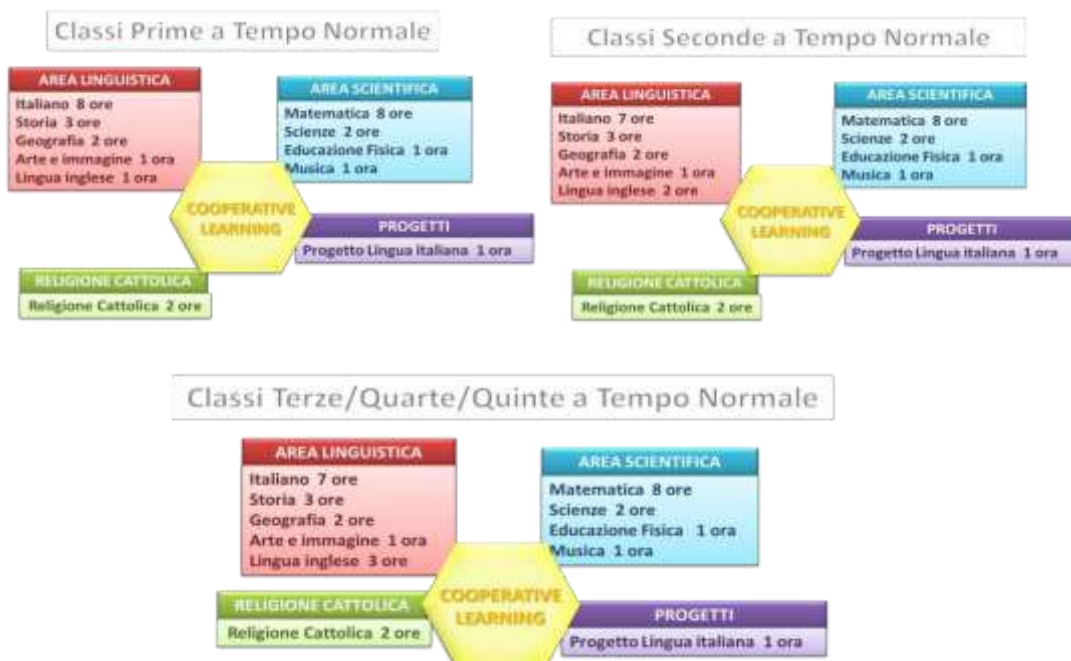 Classi Prime a Tempo Normale
AREA LINGUISTICA
Italiano 8 ore
Storia 3 ore
Geografia 2 ore
Arte e immagine 1 ora
Lingua inglese 1 ora
AREA SCIENTIFICA
Matematica 8 ore
Scienze 2 ore
Educazione Fisica 1 ora
Musica 1 ora
COOPERATIVE
LEARNING
PROGETTI
Progetto Lingua italiana 1 ora
RELIGIONE CATTOLICA
Religione Cattolica 2 ore
Classi Seconde a Tempo Normale
AREA LINGUISTICA
Italiano 7 ore
Storia 3 ore
Geografia 2 ore
Arte e immagine 1 ora
Lingua inglese 2 ore
AREA SCIENTIFICA
Matematica 8 ore
Scienze 2 ore
Educazione Fisica 1 ora
Musica 1 ora
COOPERATIVE
LEARNING
PROGETTI
Progetto Lingua italiana 1 ora
RELIGIONE CATTOLICA
Religione Cattolica 2 ore
Classi Terze/Quarte/Quinte a Tempo Normale
AREA LINGUISTICA
Italiano 7 ore
Storia 3 ore
Geografia 2 ore
Arte e immagine 1 ora
Lingua inglese 3 ore
AREA SCIENTIFICA
Matematica 8 ore
Scienze 2 ore
Educazione Fisica 1 ora
Musica 1 ora
RELIGIONE CATTOLICA
Religione Cattolica 2 ore
COOPERATIVE
LEARNING
PROGETTI
Progetto Lingua italiana 1 ora